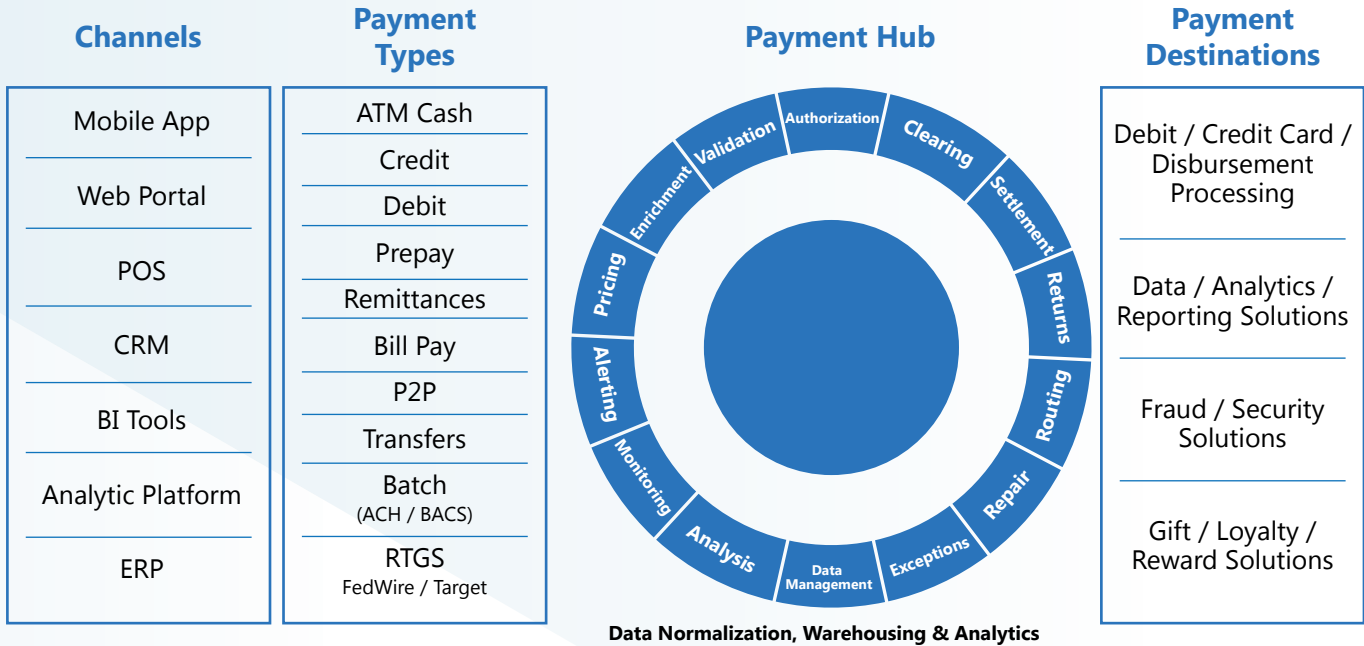 Channels
Mobile App
Web Portal
POS
CRM
BI Tools
Analytic Platform
ERP
Payment
Types
ATM Cash
Credit
Debit
Prepay
Remittances
Bill Pay
P2P
Transfers
Batch
(ACH / BACS)
RTGS
FedWire / Target
Payment Hub
Authorization
Clearing
Settlement
Returns
Routing
Repair
Exceptions
Data
Management
Analysis
Monitoring
Alerting
Pricing
Enrichment
Validation
Data Normalization, Warehousing & Analytics
Payment
Destinations
Debit / Credit Card /
Disbursement
Processing
Data / Analytics /
Reporting Solutions
Fraud / Security
Solutions
Gift / Loyalty /
Reward Solutions